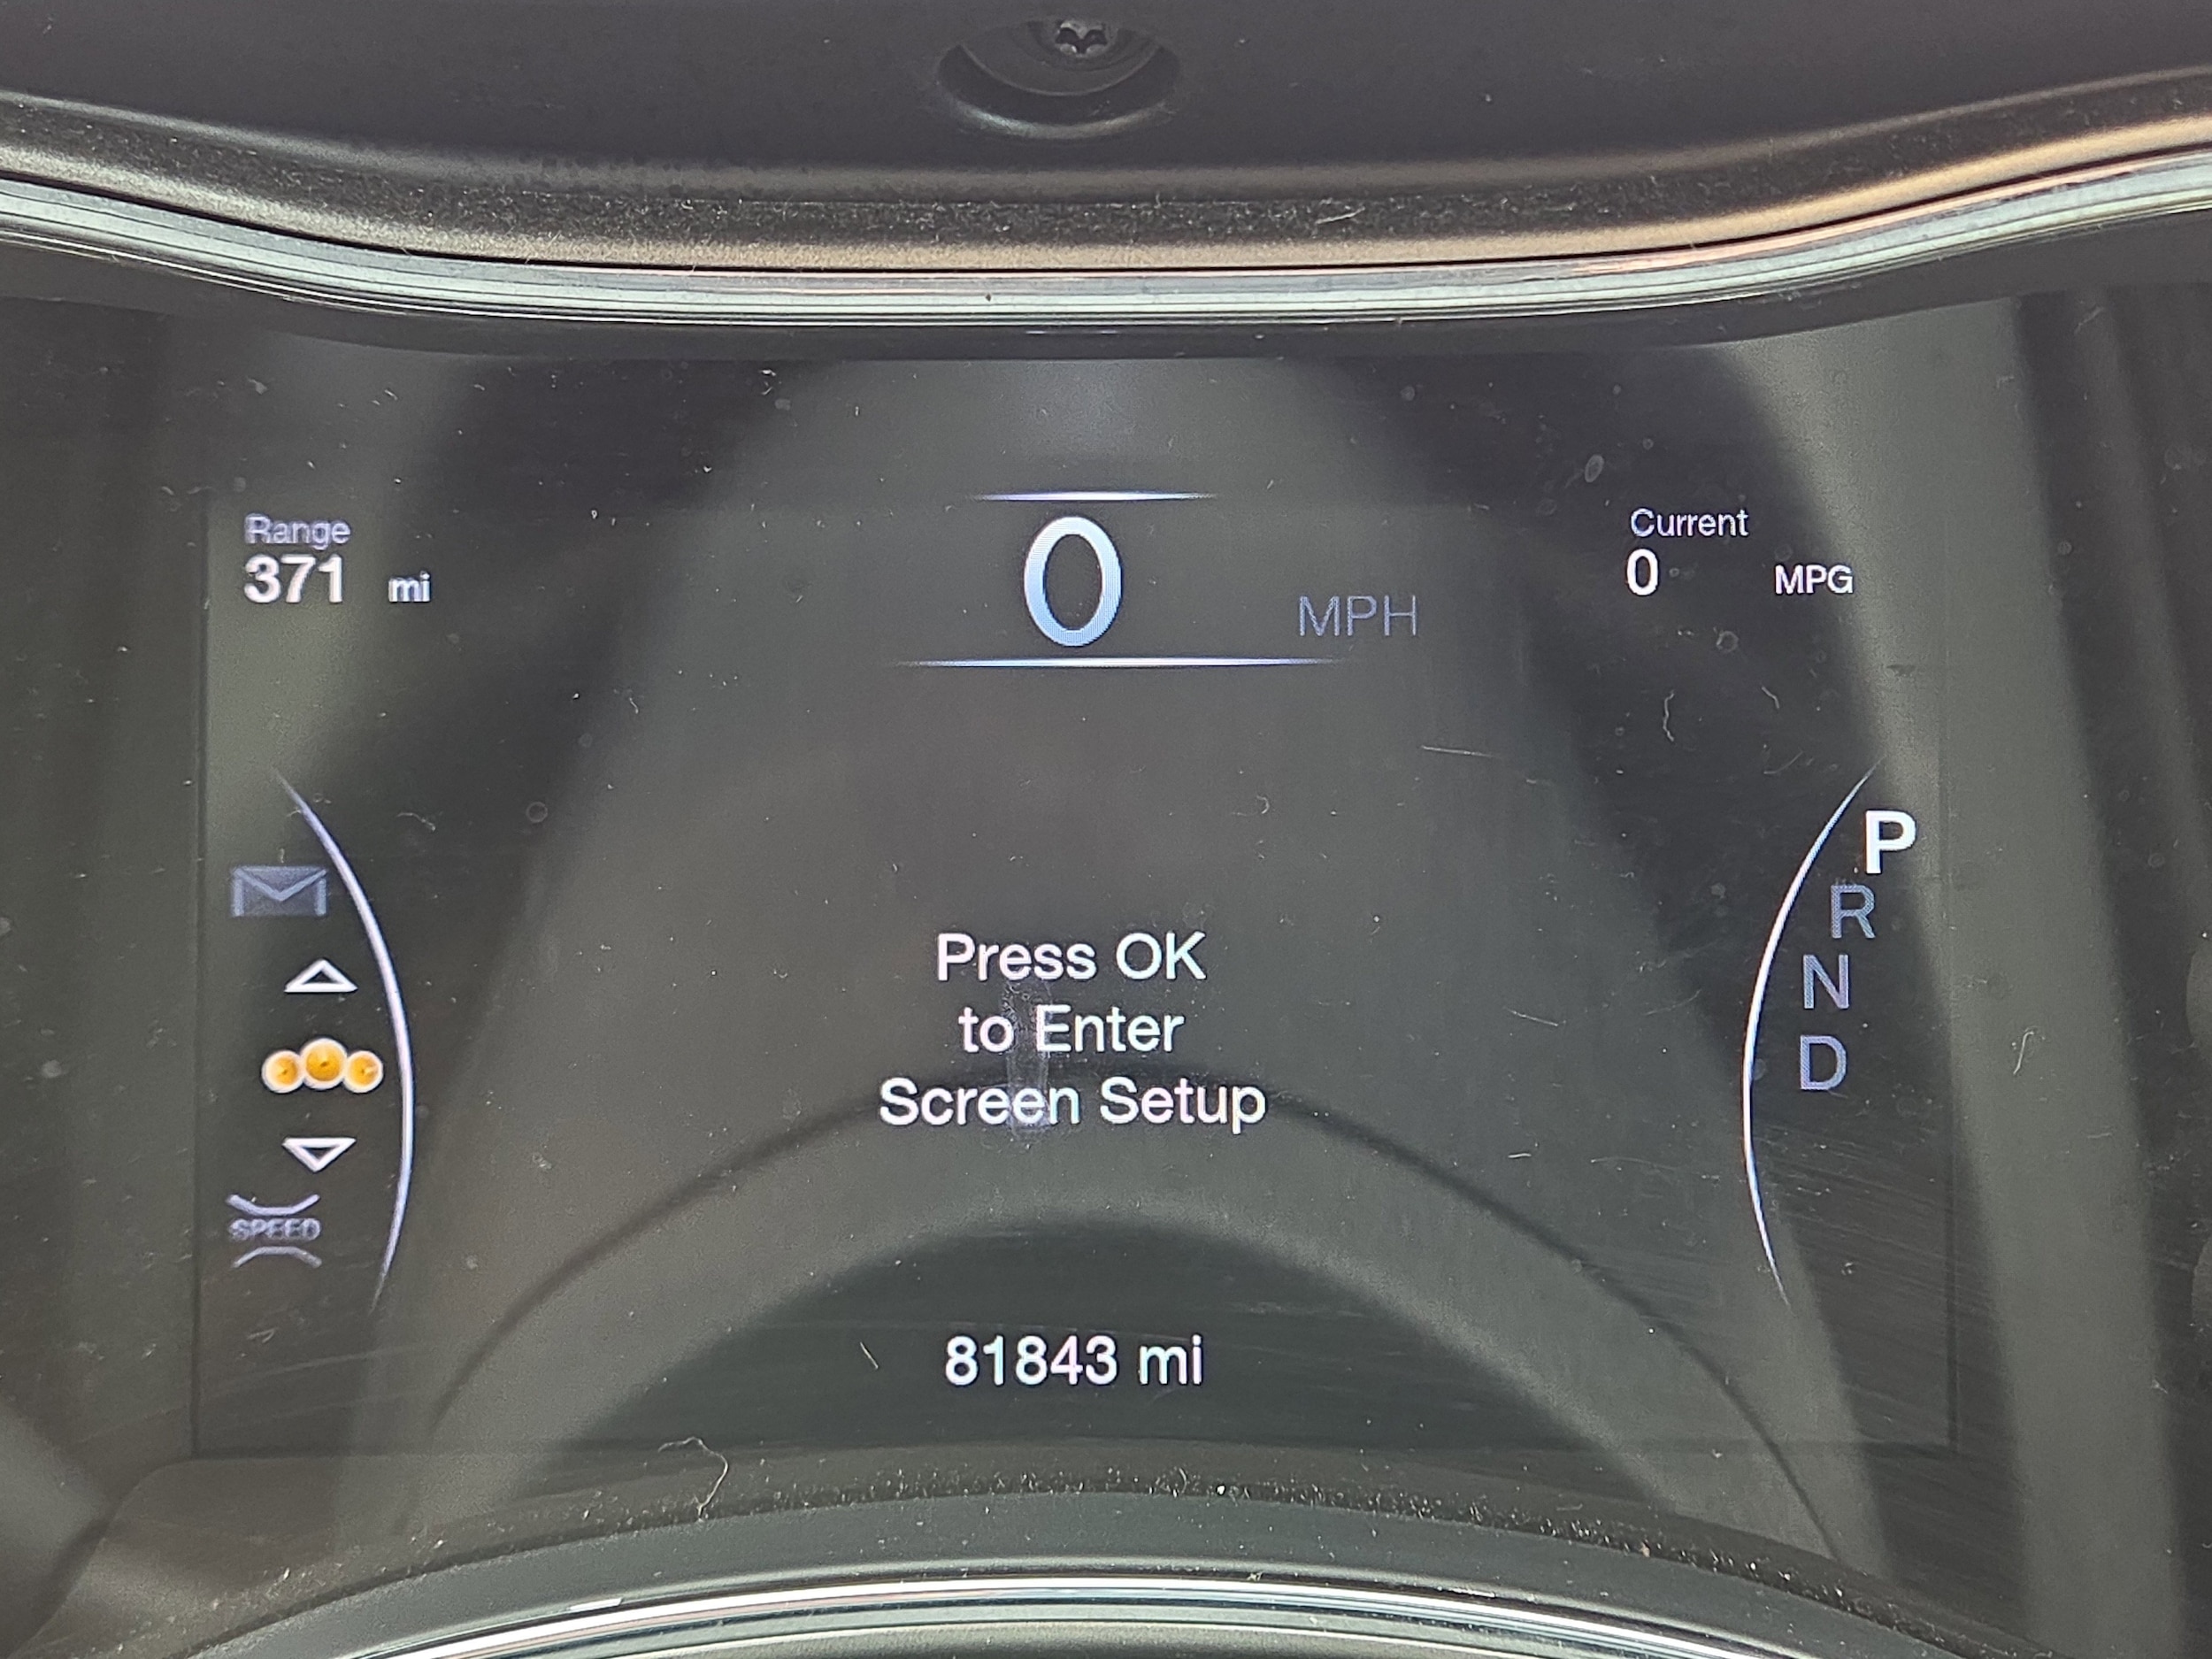 Range
371 mi
0
MPH
Current
0 MPG
P
R
N
D
Press OK
to Enter
Screen Setup
SPEED
81843 mi